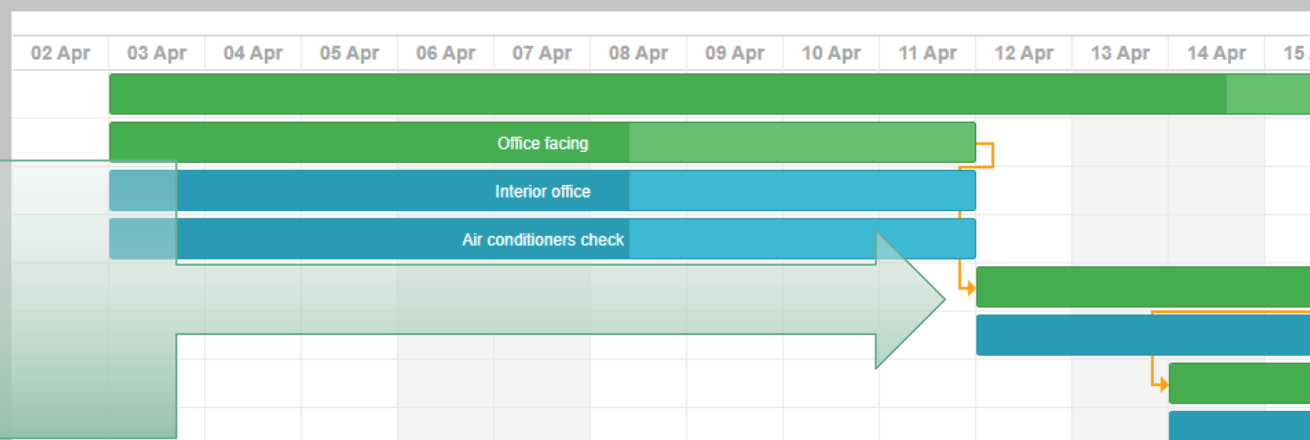 02 Apr 03 Apr 04 Apr 05 Apr 06 Apr 07 Apr 08 Apr 09 Apr 10 Apr 11 Apr 12 Apr 13 Apr 14 Apr 15
Office facing
Interior office
Air conditioners check